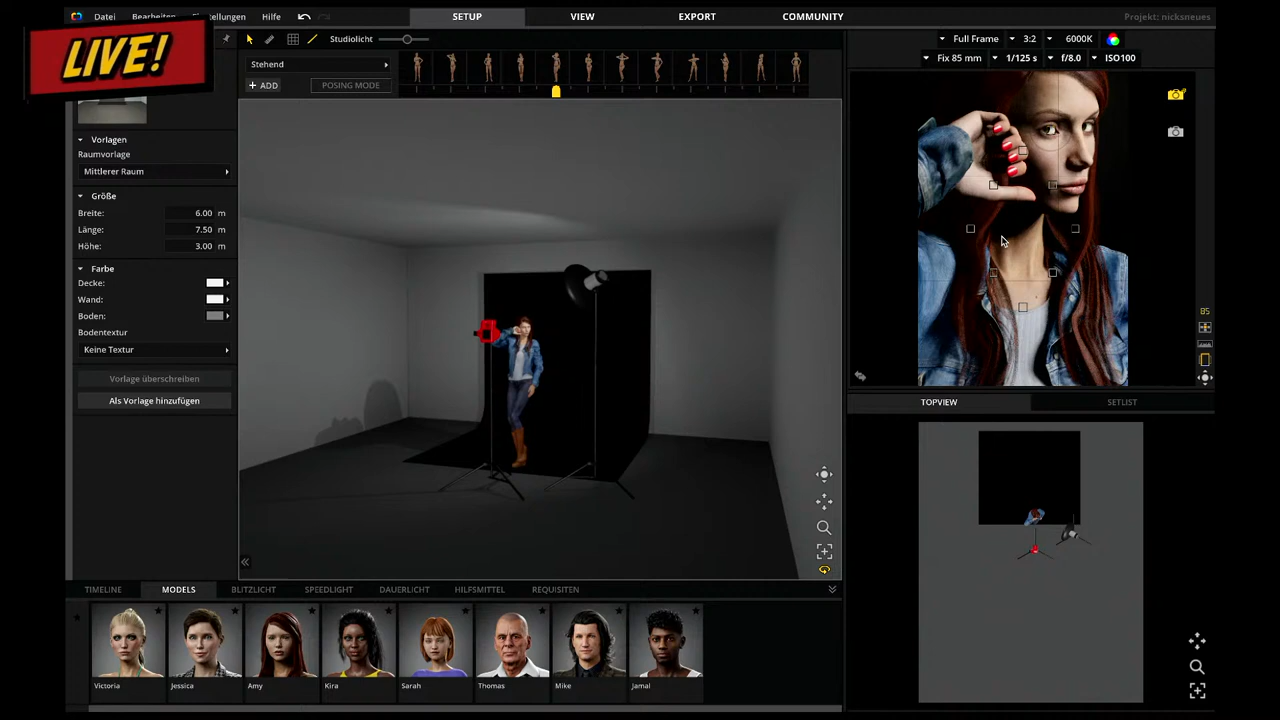 Datei Bearbeiten Einstellungen Hilfe SETUP VIEW EXPORT COMMUNITY Projekt: nicksneues
LIVE!
Studiolicht
Full Frame 3:2 6000K
Stehend
Fix 85 mm 1/125 s f/8.0 ISO100
ADD POSING MODE
Vorlagen
Raumvorlage
Mittlerer Raum
Größe
Breite: 6.00 m
Länge: 7.50 m
Höhe: 3.00 m
Farbe
Decke:
Wand:
Boden:
Bodentextur
Keine Textur
Vorlage überschreiben
Als Vorlage hinzufügen
85
TOPVIEW SETLIST
TIMELINE MODELS BLITZLICHT SPEEDLIGHT DAUERLICHT HILFSMITTEL REQUISITEN
Victoria Jessica Amy Kira Sarah Thomas Mike Jamal